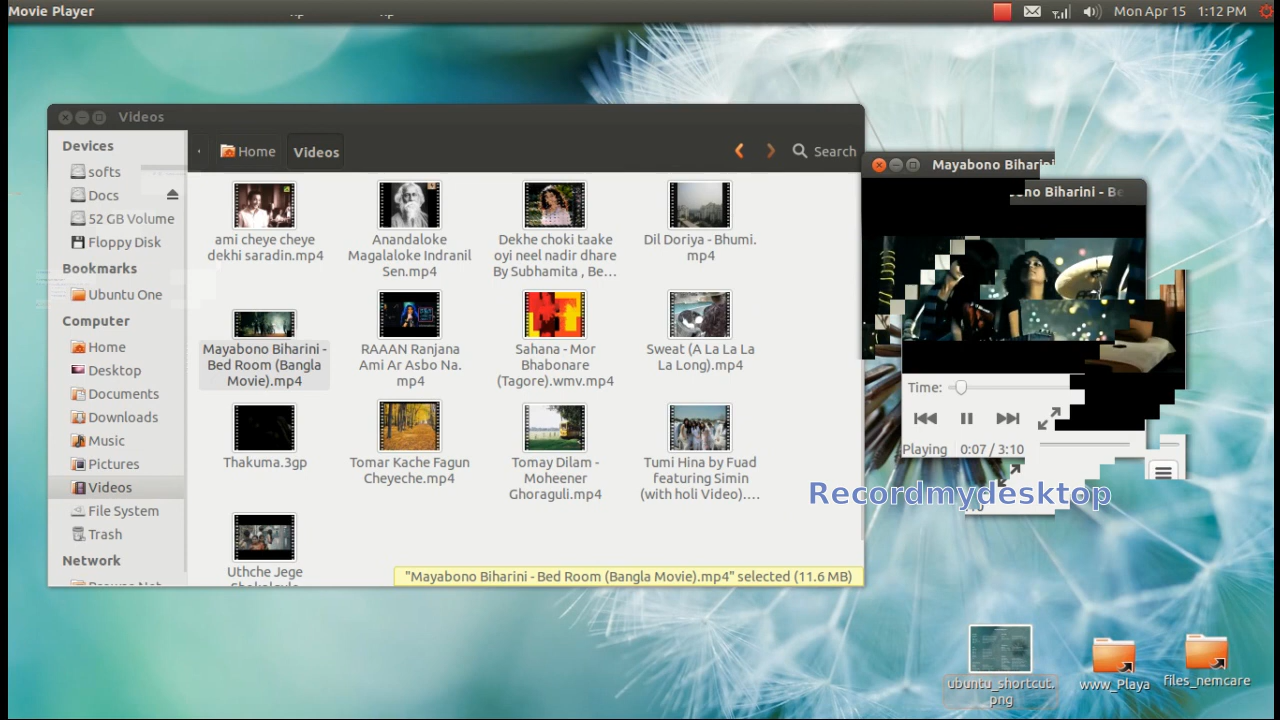 Movie Player
Mon Apr 15
1:12 PM
Videos
Devices
softs
Docs
52 GB Volume
Floppy Disk
Bookmarks
Ubuntu One
Computer
Home
Desktop
Documents
Downloads
Music
Pictures
Videos
File System
Trash
Network
Home
Videos
Search
ami cheye cheye
dekhi saradin.mp4
Anandaloke
Magalaloke Indranil
Sen.mp4
Dekhe choki taake
oyi neel nadir dhare
By Subhamita , Be...
Dil Doriya - Bhumi.
mp4
Mayabono Biharini -
Bed Room (Bangla
Movie).mp4
RAAAN Ranjana
Ami Ar Asbo Na.
mp4
Sahana - Mor
Bhabonare
(Tagore).wmv.mp4
Sweat (A La La La
La Long).mp4
Thakuma.3gp
Tomar Kache Fagun
Cheyeche.mp4
Tomay Dilam -
Moheener
Ghoraguli.mp4
Tumi Hina by Fuad
featuring Simin
(with holi Video)....
Uthche Jege
"Mayabono Biharini - Bed Room (Bangla Movie).mp4" selected (11.6 MB)
Mayabono Biharini
ono Biharini - Be
Time:
Playing
0:07 / 3:10
Recordmydesktop
ubuntu_shortcut.
png
www_Playa
files_nemcare